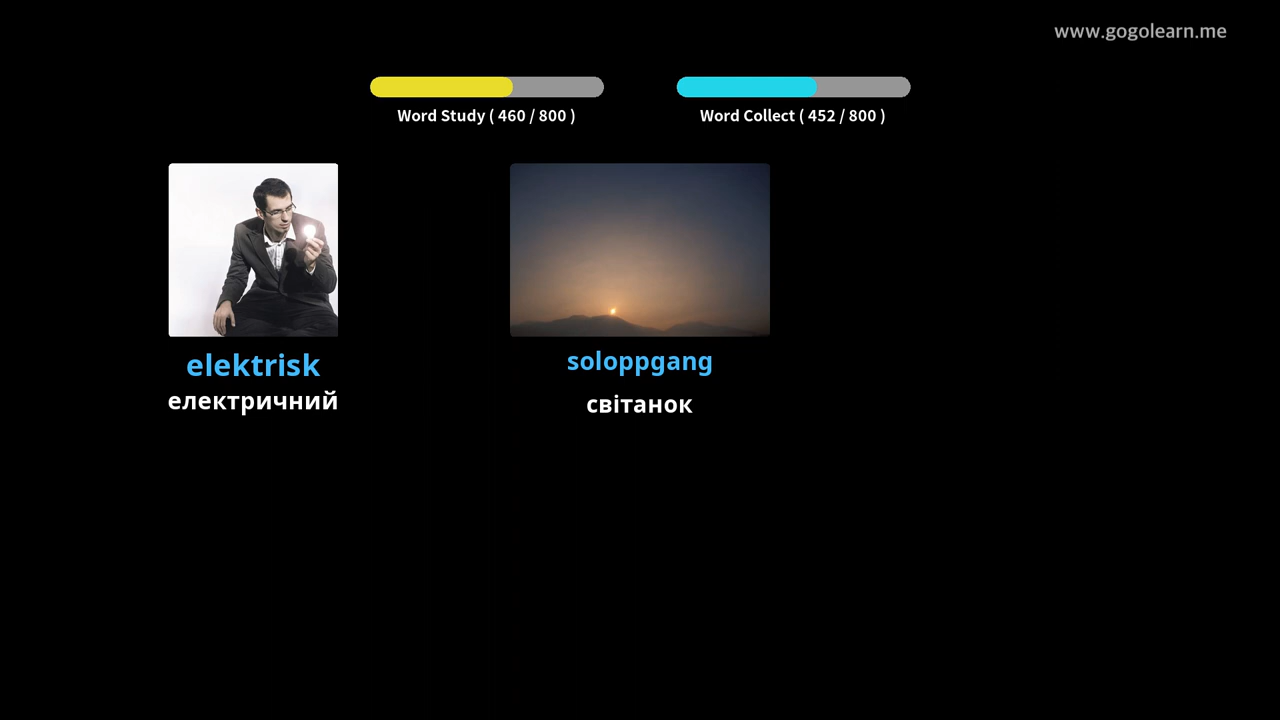 www.gogolearn.me
Word Study ( 460 / 800 )
Word Collect ( 452 / 800 )
elektrisk
електричний
soloppgang
світанок